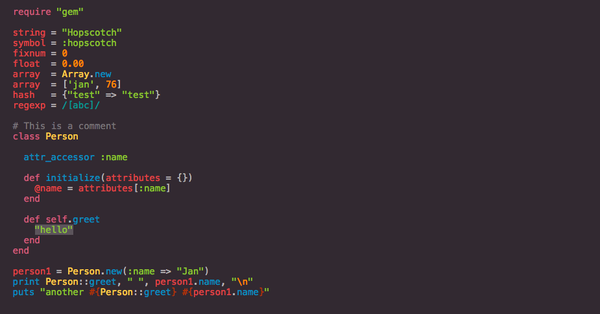 require "gem"

string = "Hopscotch"
symbol = :hopscotch
fixnum = 0
float  = 0.00
array  = Array.new
array  = ['jan', 76]
hash   = {"test" => "test"}
regexp = /[abc]/

# This is a comment
class Person

  attr_accessor :name

  def initialize(attributes = {})
    @name = attributes[:name]
  end

  def self.greet
    "hello"
  end
end

person1 = Person.new(:name => "Jan")
print Person::greet, " ", person1.name, "\n"
puts "another #{Person::greet} #{person1.name}"